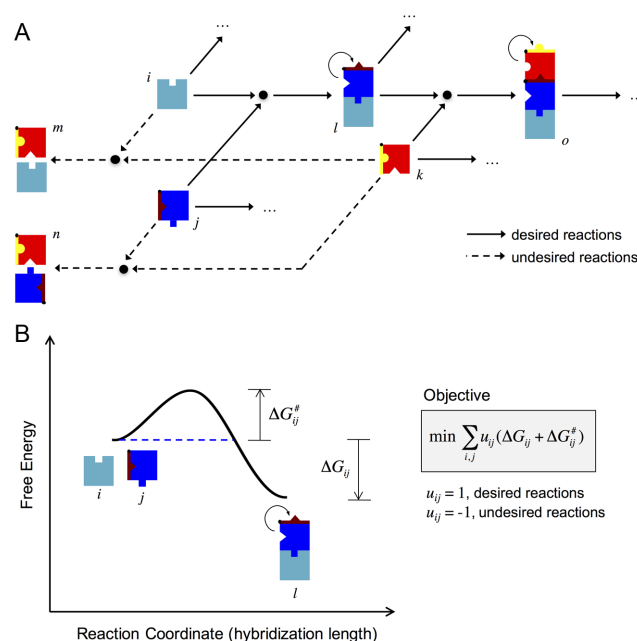 A
...
...
i
l
o
...
m
k
...
j
...
n
desired reactions
undesired reactions
B
Free Energy
ΔG#ij
ΔGij
i
j
l
Reaction Coordinate (hybridization length)
Objective
min ∑i,j uij(ΔGij + ΔG#ij)
uij = 1, desired reactions
uij = -1, undesired reactions